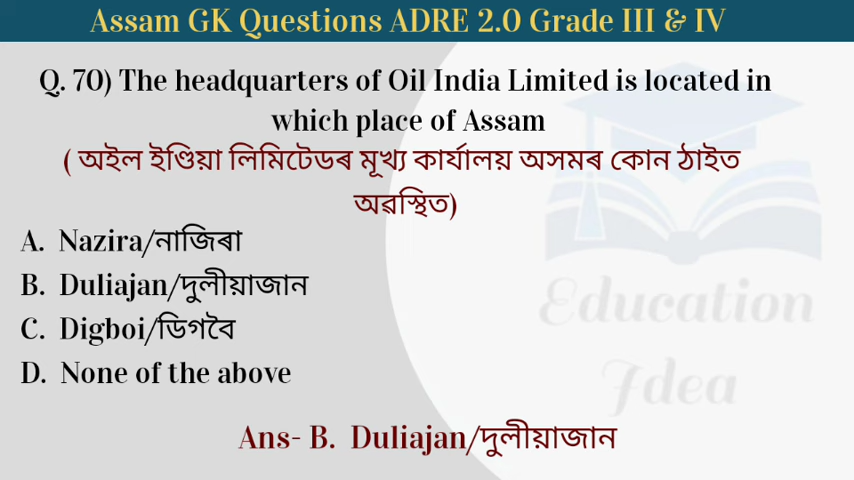 Assam GK Questions ADRE 2.0 Grade III & IV
Q. 70) The headquarters of Oil India Limited is located in
which place of Assam
( অইল ইণ্ডিয়া লিমিটেডৰ মূখ্য কাৰ্যালয় অসমৰ কোন ঠাইত
অৱস্থিত)
A. Nazira/নাজিৰা
B. Duliajan/দুলীয়াজান
C. Digboi/ডিগবৈ
D. None of the above
Education
Idea
Ans- B. Duliajan/দুলীয়াজান